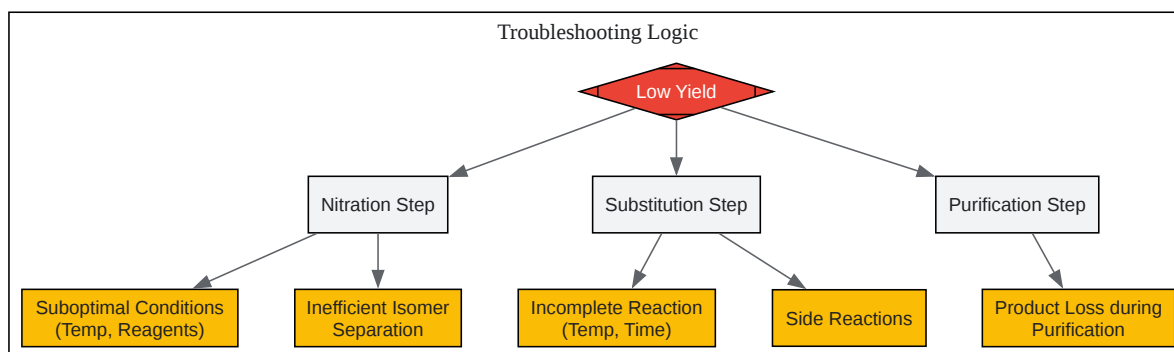 Troubleshooting Logic
Low Yield
Nitration Step
Substitution Step
Purification Step
Suboptimal Conditions
(Temp, Reagents)
Inefficient Isomer
Separation
Incomplete Reaction
(Temp, Time)
Side Reactions
Product Loss during
Purification